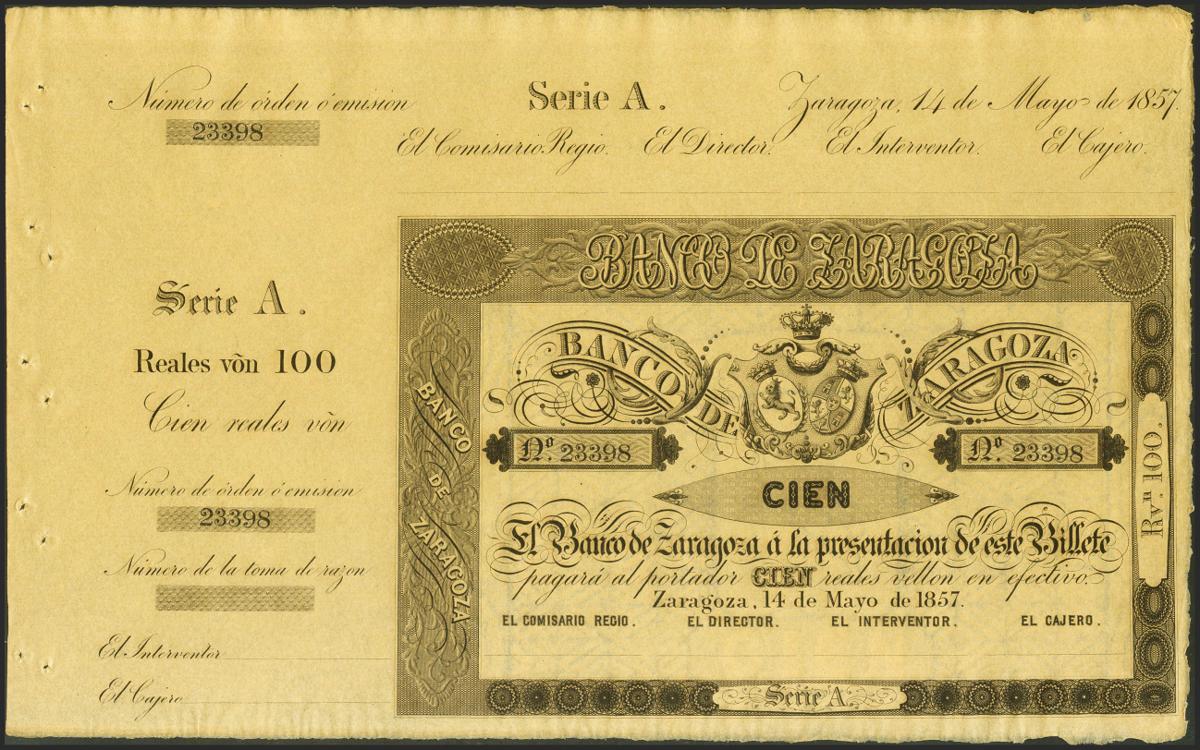 Número de órden ó emision
23398
Serie A.
Zaragoza, 14 de Mayo de 1857.
El Comisario Regio. El Director. El Interventor. El Cajero.
Serie A.
Reales võn 100
Cien reales võn
Número de órden ó emision
23398
Número de la toma de razon
El Interventor
El Cajero
BANCO DE ZARAGOZA
BANCO DE ZARAGOZA
BANCO DE ZARAGOZA
Nº. 23398
Nº. 23398
CIEN
El Banco de Zaragoza á la presentacion de este Billete
pagará al portador CIEN reales vellon en efectivo.
Zaragoza, 14 de Mayo de 1857.
EL COMISARIO REGIO. EL DIRECTOR. EL INTERVENTOR. EL CAJERO.
Rvn 100.
Serie A.